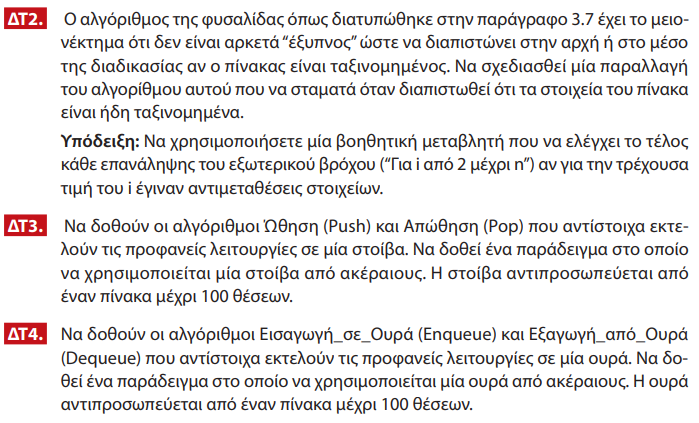 ΔΤ2. Ο αλγόριθμος της φυσαλίδας όπως διατυπώθηκε στην παράγραφο 3.7 έχει το μειο-
νέκτημα ότι δεν είναι αρκετά “έξυπνος” ώστε να διαπιστώνει στην αρχή ή στο μέσο
της διαδικασίας αν ο πίνακας είναι ταξινομημένος. Να σχεδιασθεί μία παραλλαγή
του αλγορίθμου αυτού που να σταματά όταν διαπιστωθεί ότι τα στοιχεία του πίνακα
είναι ήδη ταξινομημένα.
Υπόδειξη: Να χρησιμοποιήσετε μία βοηθητική μεταβλητή που να ελέγχει το τέλος
κάθε επανάληψης του εξωτερικού βρόχου (“Για i από 2 μέχρι n”) αν για την τρέχουσα
τιμή του i έγιναν αντιμεταθέσεις στοιχείων.
ΔΤ3. Να δοθούν οι αλγόριθμοι Ώθηση (Push) και Απώθηση (Pop) που αντίστοιχα εκτε-
λούν τις προφανείς λειτουργίες σε μία στοίβα. Να δοθεί ένα παράδειγμα στο οποίο
να χρησιμοποιείται μία στοίβα από ακέραιους. Η στοίβα αντιπροσωπεύεται από
έναν πίνακα μέχρι 100 θέσεων.
ΔΤ4. Να δοθούν οι αλγόριθμοι Εισαγωγή_σε_Ουρά (Enqueue) και Εξαγωγή_από_Ουρά
(Dequeue) που αντίστοιχα εκτελούν τις προφανείς λειτουργίες σε μία ουρά. Να δο-
θεί ένα παράδειγμα στο οποίο να χρησιμοποιείται μία ουρά από ακέραιους. Η ουρά
αντιπροσωπεύεται από έναν πίνακα μέχρι 100 θέσεων.